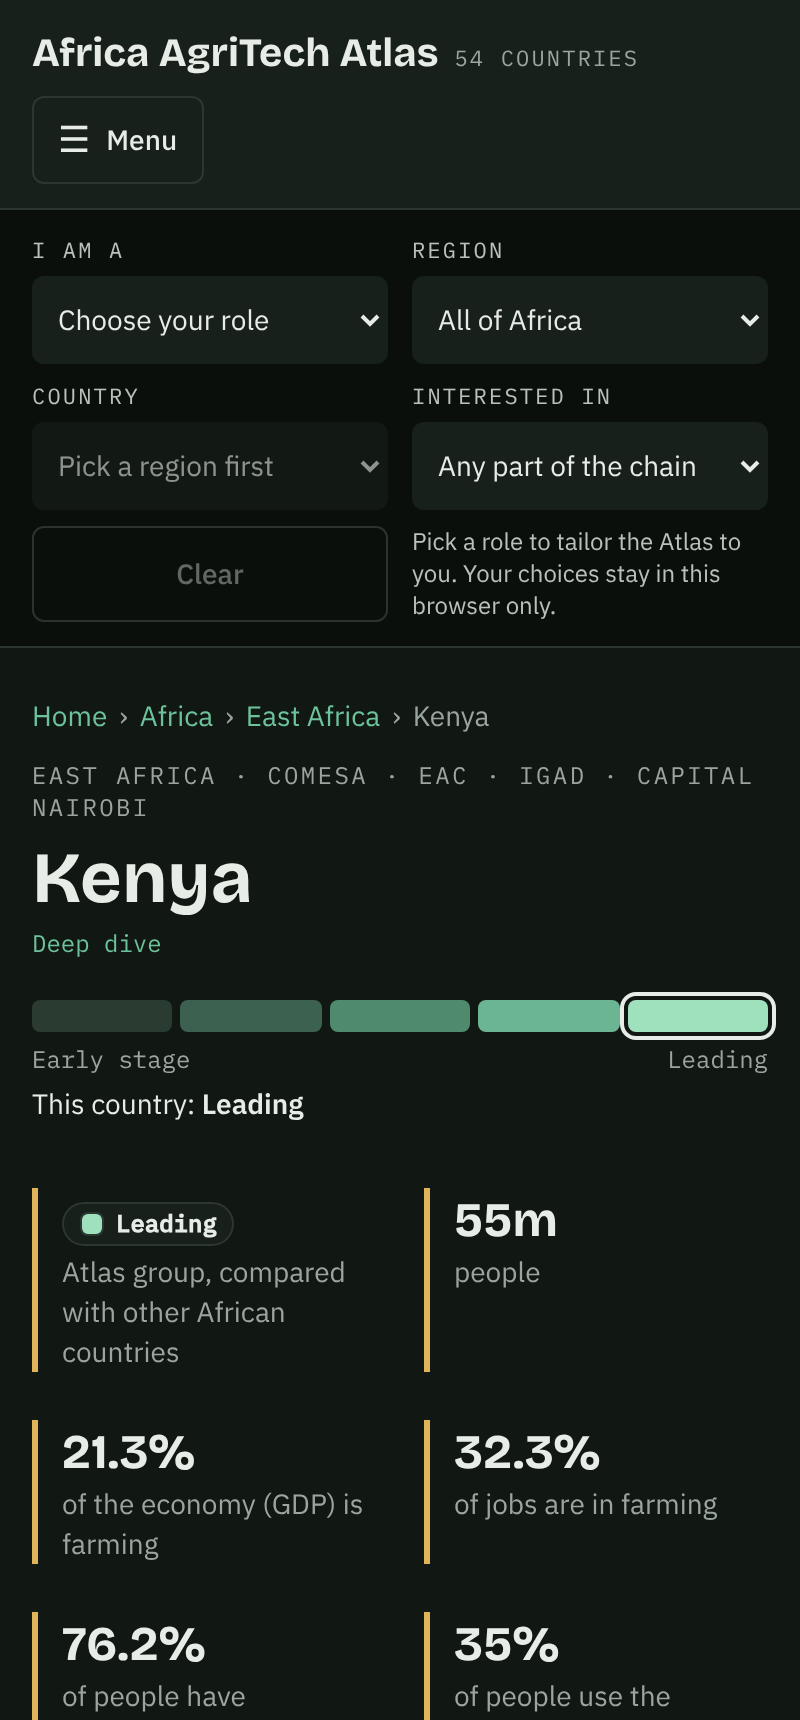 Africa AgriTech Atlas 54 COUNTRIES
☰ Menu
I AM A
REGION
Choose your role
All of Africa
COUNTRY
INTERESTED IN
Pick a region first
Any part of the chain
Clear
Pick a role to tailor the Atlas to
you. Your choices stay in this
browser only.
Home › Africa › East Africa › Kenya
EAST AFRICA · COMESA · EAC · IGAD · CAPITAL
NAIROBI
Kenya
Deep dive
Early stage
Leading
This country: Leading
Leading
Atlas group, compared
with other African
countries
55m
people
21.3%
of the economy (GDP) is
farming
32.3%
of jobs are in farming
76.2%
of people have
35%
of people use the